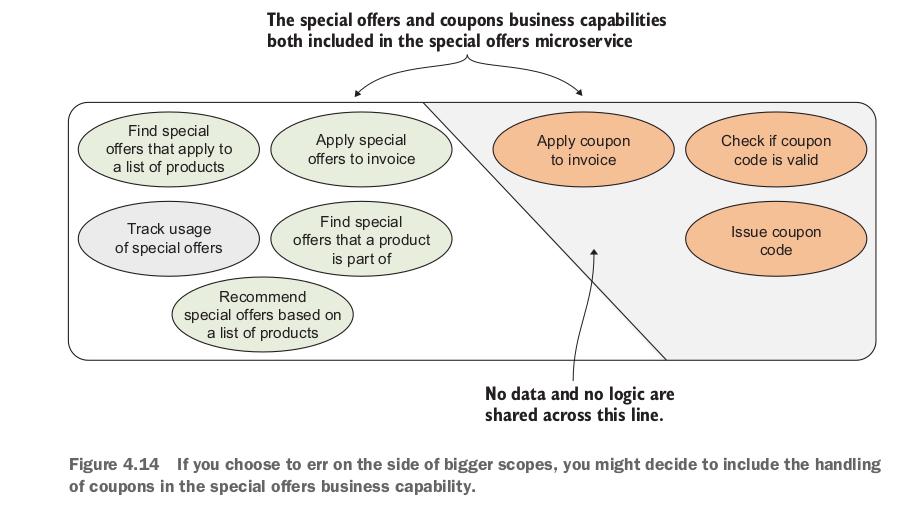 The special offers and coupons business capabilities
both included in the special offers microservice
Find special
offers that apply to
a list of products
Apply special
offers to invoice
Apply coupon
to invoice
Check if coupon
code is valid
Track usage
of special offers
Find special
offers that a product
is part of
Issue coupon
code
Recommend
special offers based on
a list of products
No data and no logic are
shared across this line.
Figure 4.14 If you choose to err on the side of bigger scopes, you might decide to include the handling
of coupons in the special offers business capability.